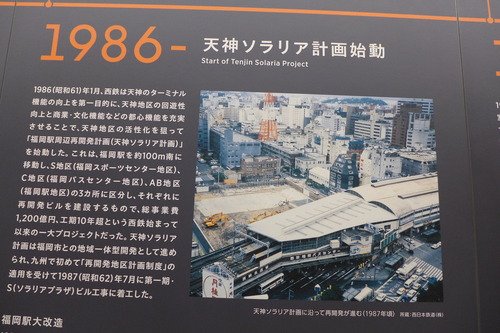 1986-
天神ソラリア計画始動
Start of Tenjin Solaria Project
1986(昭和61)年1月、西鉄は天神のターミナル
機能の向上を第一目的に、天神地区の回遊性
向上と商業・文化機能などの都心機能を充実
させることで、天神地区の活性化を狙って
「福岡駅周辺再開発計画(天神ソラリア計画)」
を始動した。これは、福岡駅を約100m南に
移動し、S地区(福岡スポーツセンター地区)、
C地区(福岡バスセンター地区)、AB地区
(福岡駅地区)の3カ所に区分し、それぞれに
再開発ビルを建設するもので、総事業費
1,200億円、工期10年超という西鉄始まって
以来の一大プロジェクトだった。天神ソラリア
計画は福岡市との地域一体型開発として進め
られ、九州で初めて「再開発地区計画制度」の
適用を受けて1987(昭和62)年7月に第一期・
S(ソラリアプラザ)ビル工事に着工した。
天神ソラリア計画に沿って再開発が進む(1987年頃) 所蔵:西日本鉄道(株)
福岡駅大改造